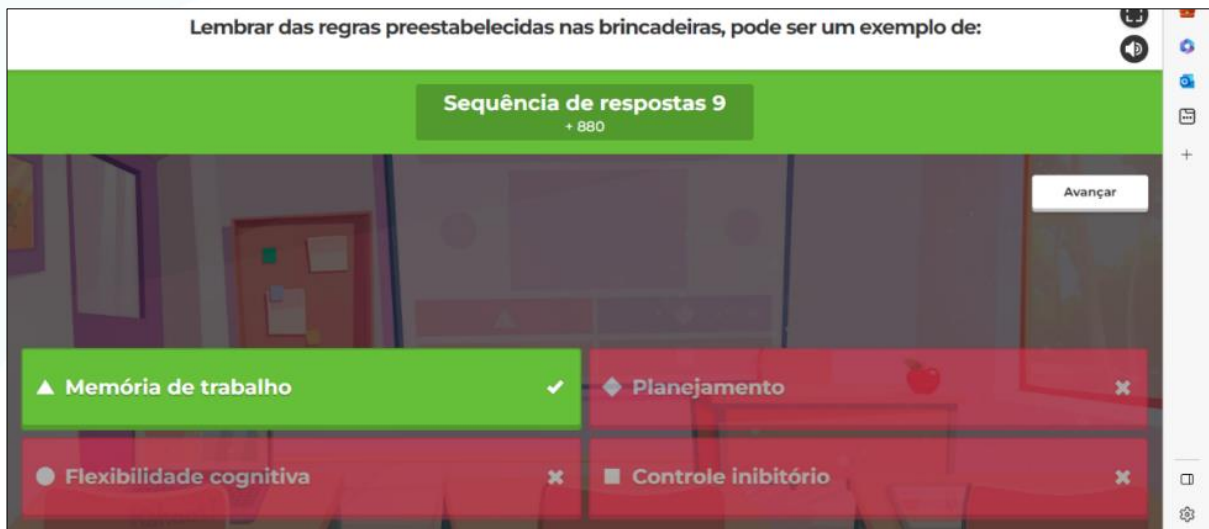 Lembrar das regras preestabelecidas nas brincadeiras, pode ser um exemplo de:
Sequência de respostas 9
+ 880
Avançar
Memória de trabalho
Planejamento
Flexibilidade cognitiva
Controle inibitório